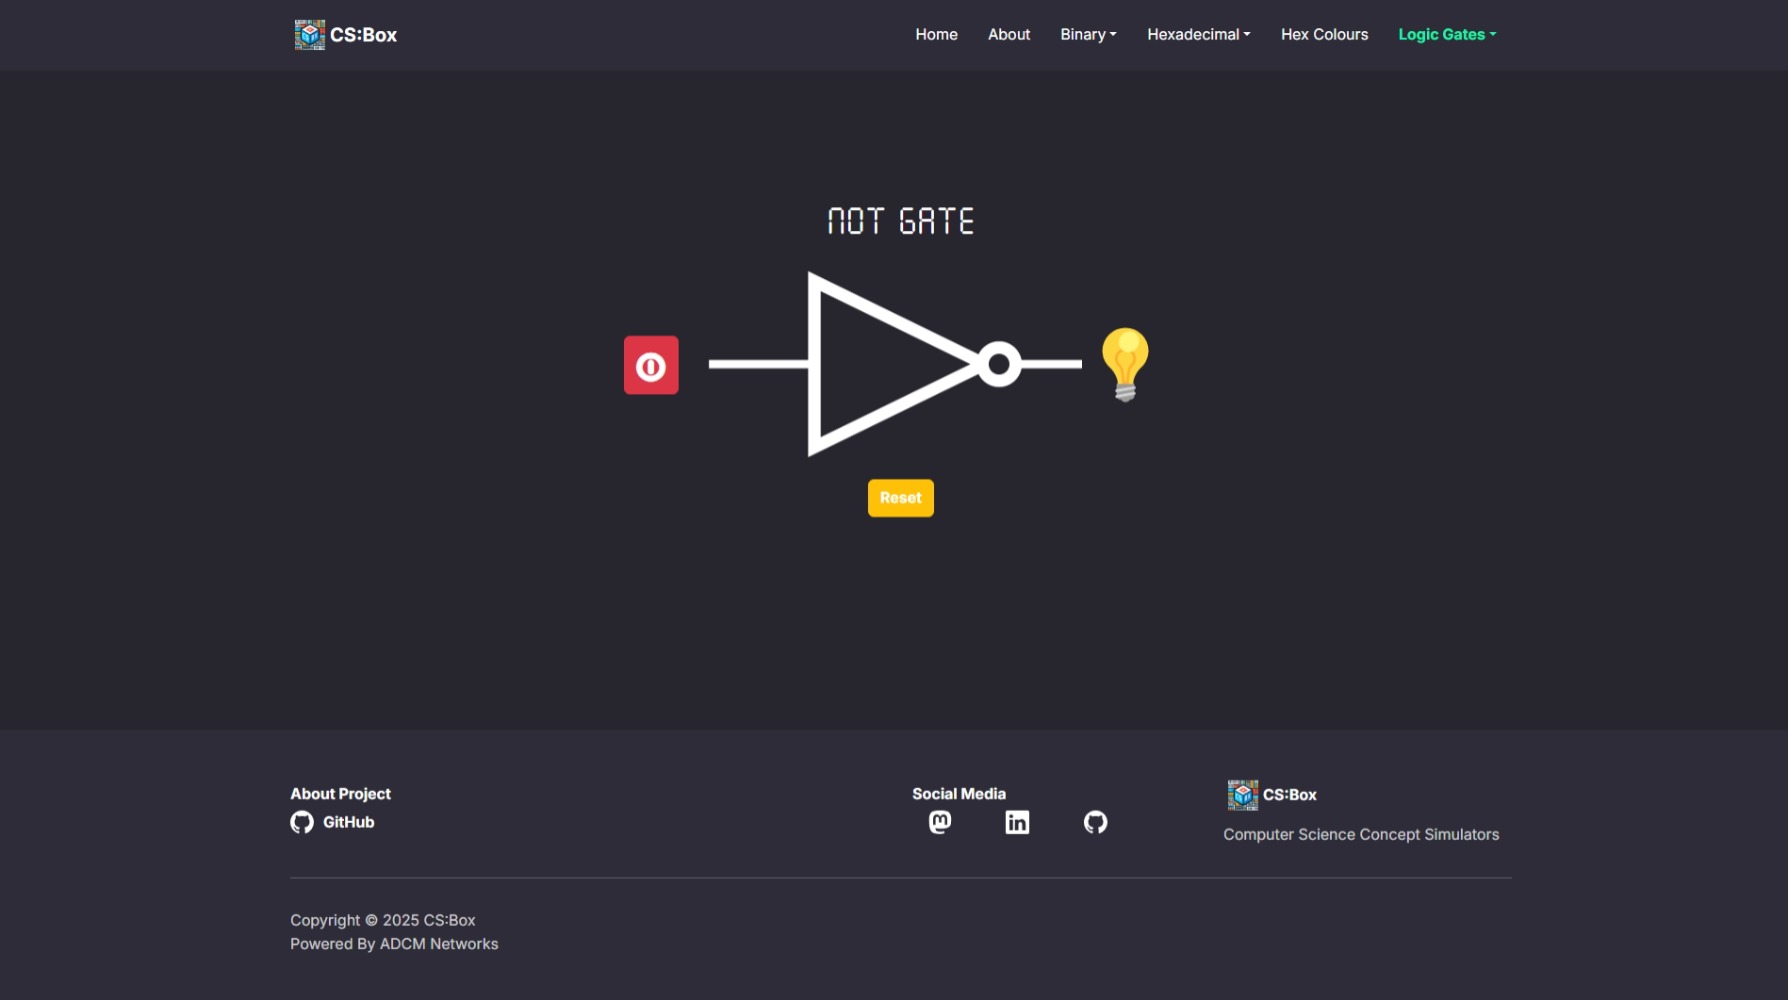 CS:Box
Home About Binary Hexadecimal Hex Colours Logic Gates
NOT GATE
0
Reset
About Project
GitHub
Social Media
CS:Box
Computer Science Concept Simulators
Copyright © 2025 CS:Box
Powered By ADCM Networks